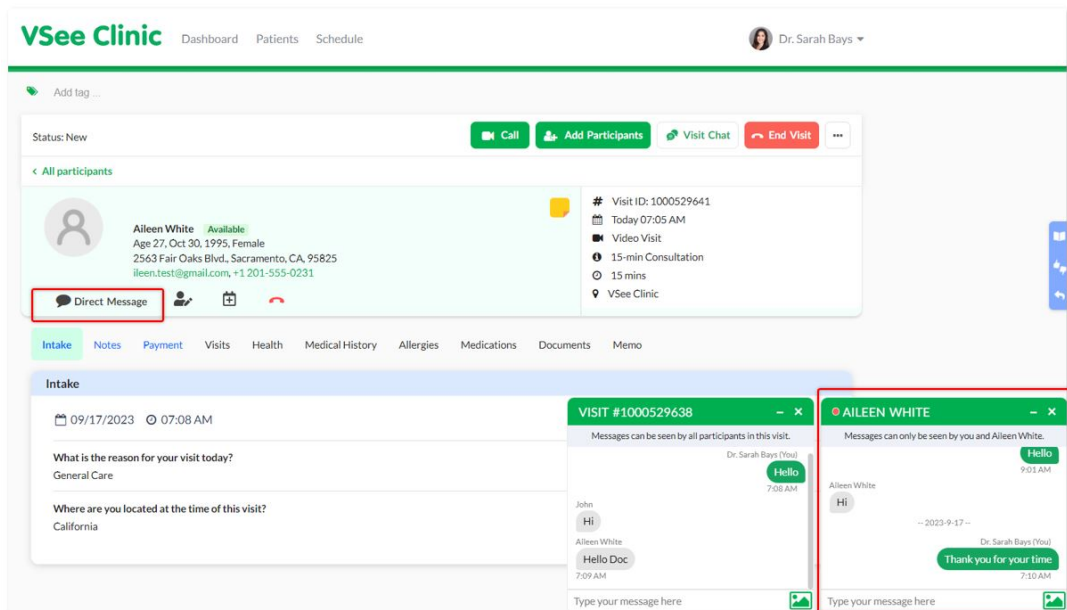 VSee Clinic Dashboard Patients Schedule Dr. Sarah Bays
Add tag ...
Status: New Call Add Participants Visit Chat End Visit ...
< All participants
Aileen White Available
Age 27, Oct 30, 1995, Female
2563 Fair Oaks Blvd., Sacramento, CA, 95825
ileen.test@gmail.com, +1 201-555-0231
Direct Message
# Visit ID: 1000529641
Today 07:05 AM
Video Visit
15-min Consultation
15 mins
VSee Clinic
Intake Notes Payment Visits Health Medical History Allergies Medications Documents Memo
Intake
09/17/2023 07:08 AM
What is the reason for your visit today?
General Care
Where are you located at the time of this visit?
California
VISIT #1000529638 – ×
Messages can be seen by all participants in this visit.
Dr. Sarah Bays (You)
Hello
7:08 AM
John
Hi
Aileen White
Hello Doc
7:09 AM
Type your message here
AILEEN WHITE – ×
Messages can only be seen by you and Aileen White.
Hello
9:01 AM
Aileen White
Hi
-- 2023-9-17 --
Dr. Sarah Bays (You)
Thank you for your time
7:10 AM
Type your message here